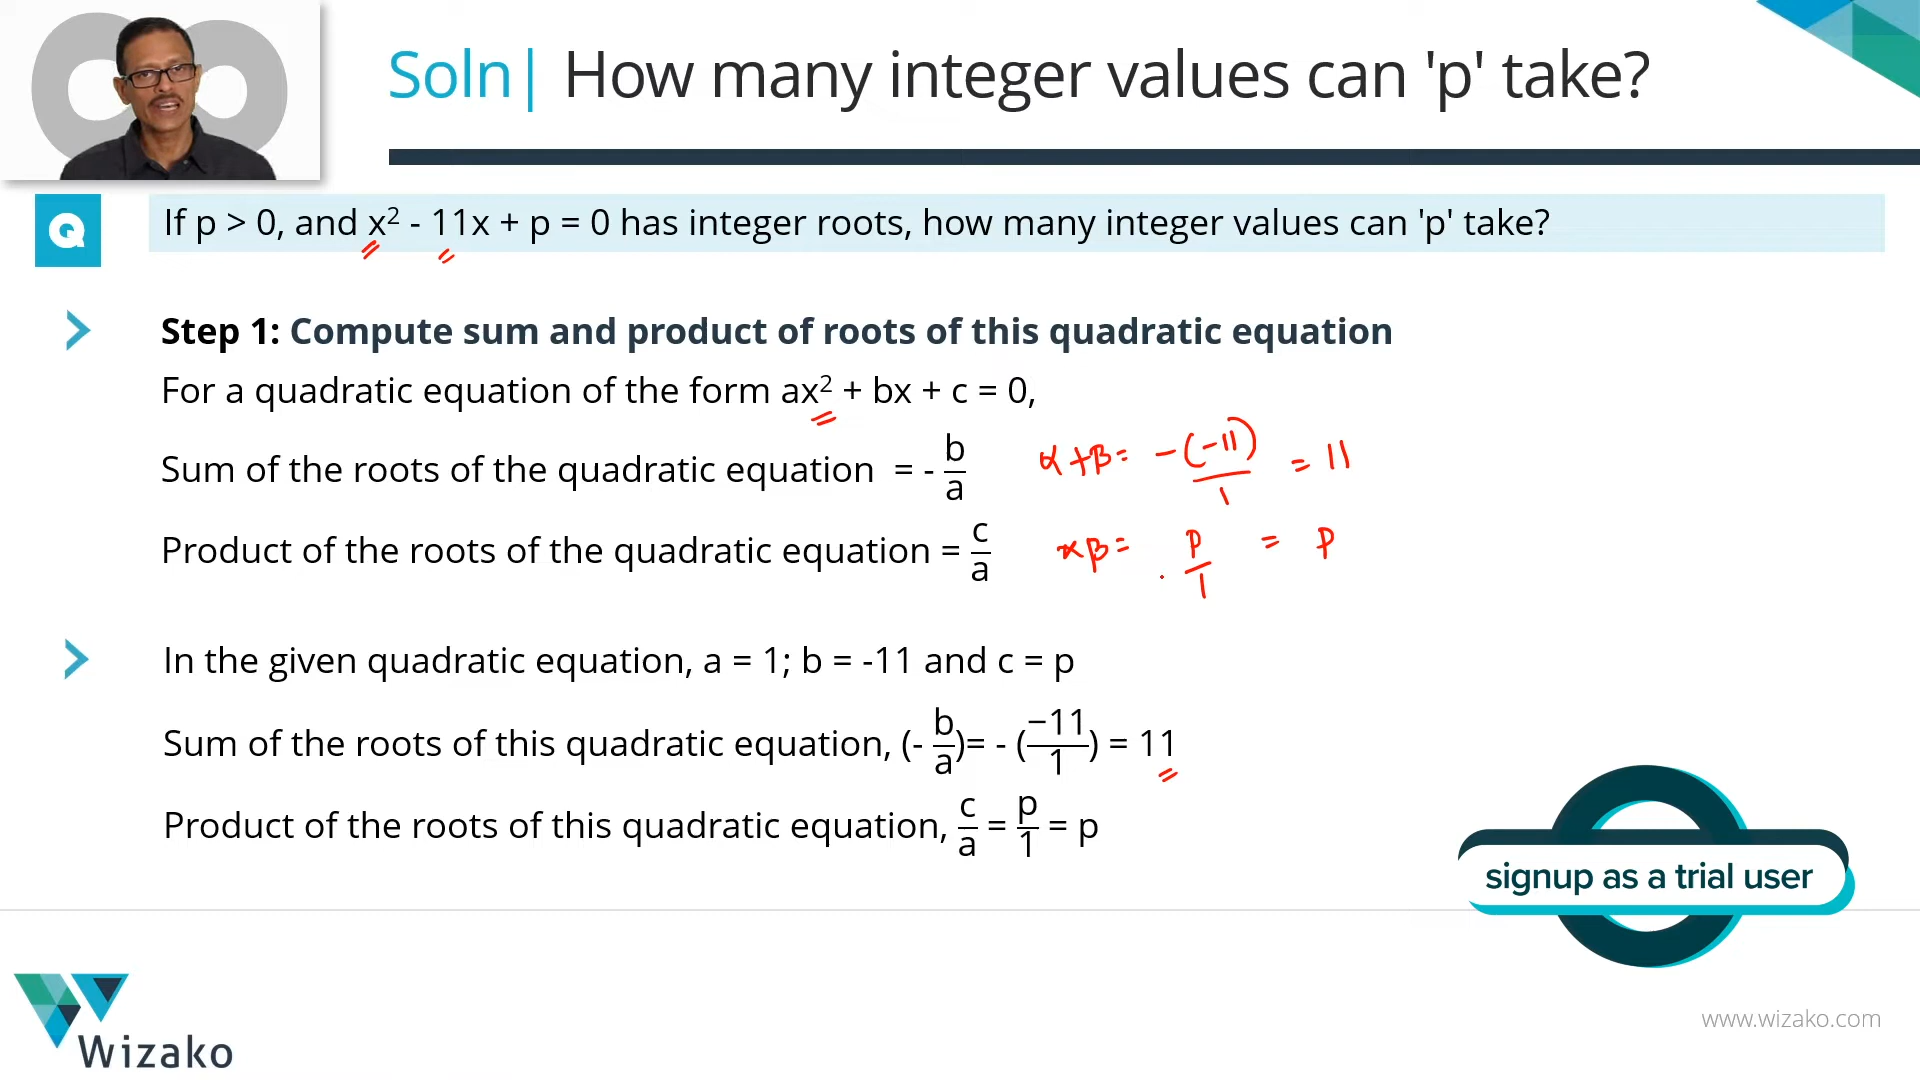 Soln| How many integer values can 'p' take?
Q
If p > 0, and x² - 11x + p = 0 has integer roots, how many integer values can 'p' take?
Step 1: Compute sum and product of roots of this quadratic equation
For a quadratic equation of the form ax² + bx + c = 0,
Sum of the roots of the quadratic equation = - b/a α+β = -(-11)/1 = 11
Product of the roots of the quadratic equation = c/a αβ = p/1 = p
In the given quadratic equation, a = 1; b = -11 and c = p
Sum of the roots of this quadratic equation, (- b/a)= - (−11/1) = 11
Product of the roots of this quadratic equation, c/a = p/1 = p
signup as a trial user
Wizako
www.wizako.com